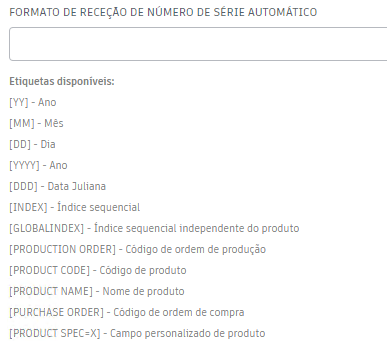 FORMATO DE RECEÇÃO DE NÚMERO DE SÉRIE AUTOMÁTICO
Etiquetas disponíveis:
[YY] - Ano
[MM] - Mês
[DD] - Dia
[YYYY] - Ano
[DDD] - Data Juliana
[INDEX] - Índice sequencial
[GLOBALINDEX] - Índice sequencial independente do produto
[PRODUCTION ORDER] - Código de ordem de produção
[PRODUCT CODE] - Código de produto
[PRODUCT NAME] - Nome de produto
[PURCHASE ORDER] - Código de ordem de compra
[PRODUCT SPEC=X] - Campo personalizado de produto